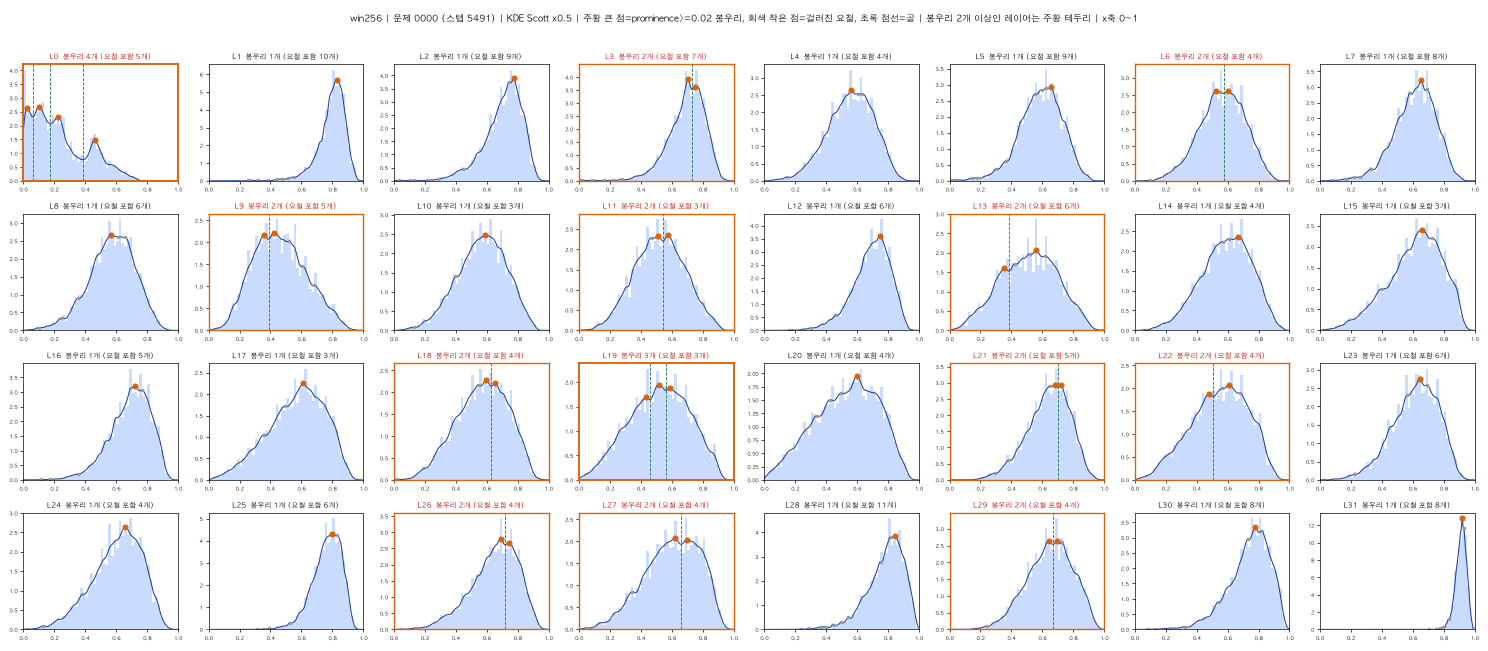 win256 | 문제 0000 (스텝 5491) | KDE Scott x0.5 | 주황 큰 점=prominence>=0.02 봉우리, 회색 작은 점=걸러진 요철, 초록 점선=골 | 봉우리 2개 이상인 레이어는 주황 테두리 | x축 0~1
L0 봉우리 4개 (요철 포함 5개)
L1 봉우리 1개 (요철 포함 10개)
L2 봉우리 1개 (요철 포함 9개)
L3 봉우리 2개 (요철 포함 7개)
L4 봉우리 1개 (요철 포함 4개)
L5 봉우리 1개 (요철 포함 9개)
L6 봉우리 2개 (요철 포함 4개)
L7 봉우리 1개 (요철 포함 8개)
L8 봉우리 1개 (요철 포함 6개)
L9 봉우리 2개 (요철 포함 5개)
L10 봉우리 1개 (요철 포함 3개)
L11 봉우리 2개 (요철 포함 3개)
L12 봉우리 1개 (요철 포함 6개)
L13 봉우리 2개 (요철 포함 6개)
L14 봉우리 1개 (요철 포함 4개)
L15 봉우리 1개 (요철 포함 3개)
L16 봉우리 1개 (요철 포함 5개)
L17 봉우리 1개 (요철 포함 3개)
L18 봉우리 2개 (요철 포함 4개)
L19 봉우리 3개 (요철 포함 3개)
L20 봉우리 1개 (요철 포함 4개)
L21 봉우리 2개 (요철 포함 5개)
L22 봉우리 2개 (요철 포함 4개)
L23 봉우리 1개 (요철 포함 6개)
L24 봉우리 1개 (요철 포함 4개)
L25 봉우리 1개 (요철 포함 6개)
L26 봉우리 2개 (요철 포함 4개)
L27 봉우리 2개 (요철 포함 4개)
L28 봉우리 1개 (요철 포함 11개)
L29 봉우리 2개 (요철 포함 4개)
L30 봉우리 1개 (요철 포함 8개)
L31 봉우리 1개 (요철 포함 8개)